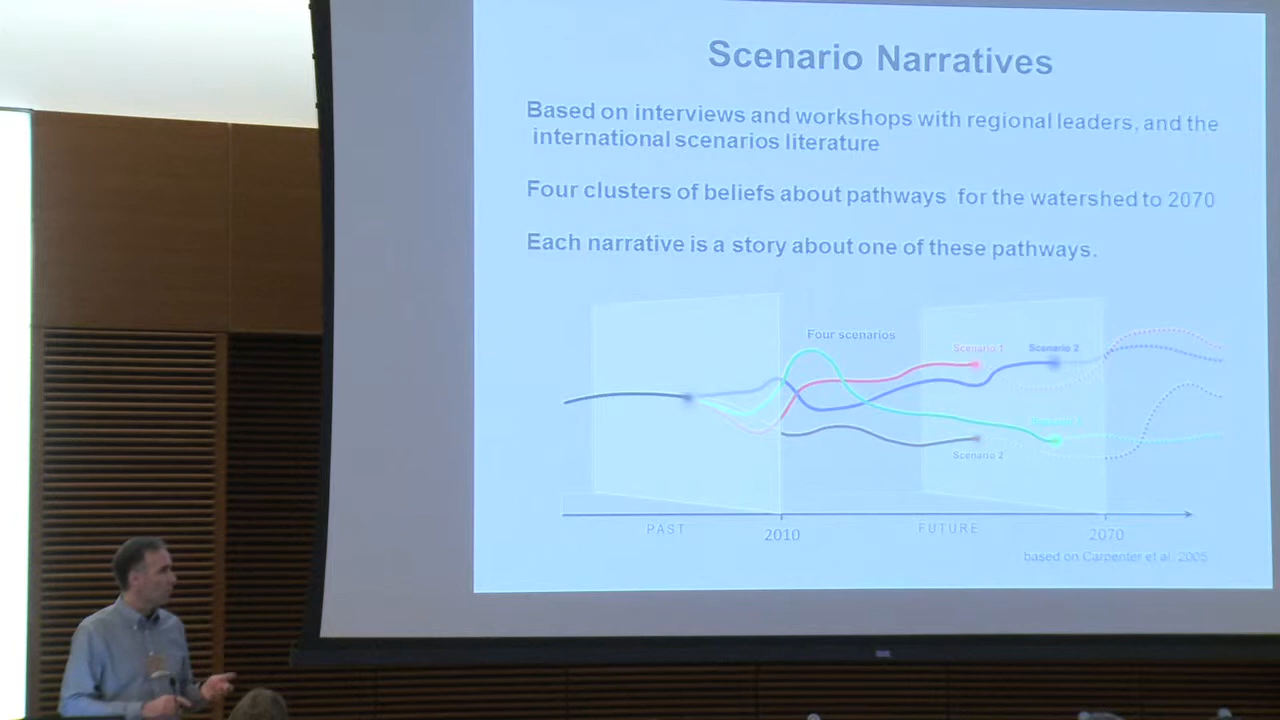 Scenario Narratives
Based on interviews and workshops with regional leaders, and the
international scenarios literature
Four clusters of beliefs about pathways for the watershed to 2070
Each narrative is a story about one of these pathways.
Four scenarios
Scenario 1
Scenario 2
Scenario 2
PAST
2010
FUTURE
2070
based on Carpenter et al. 2005